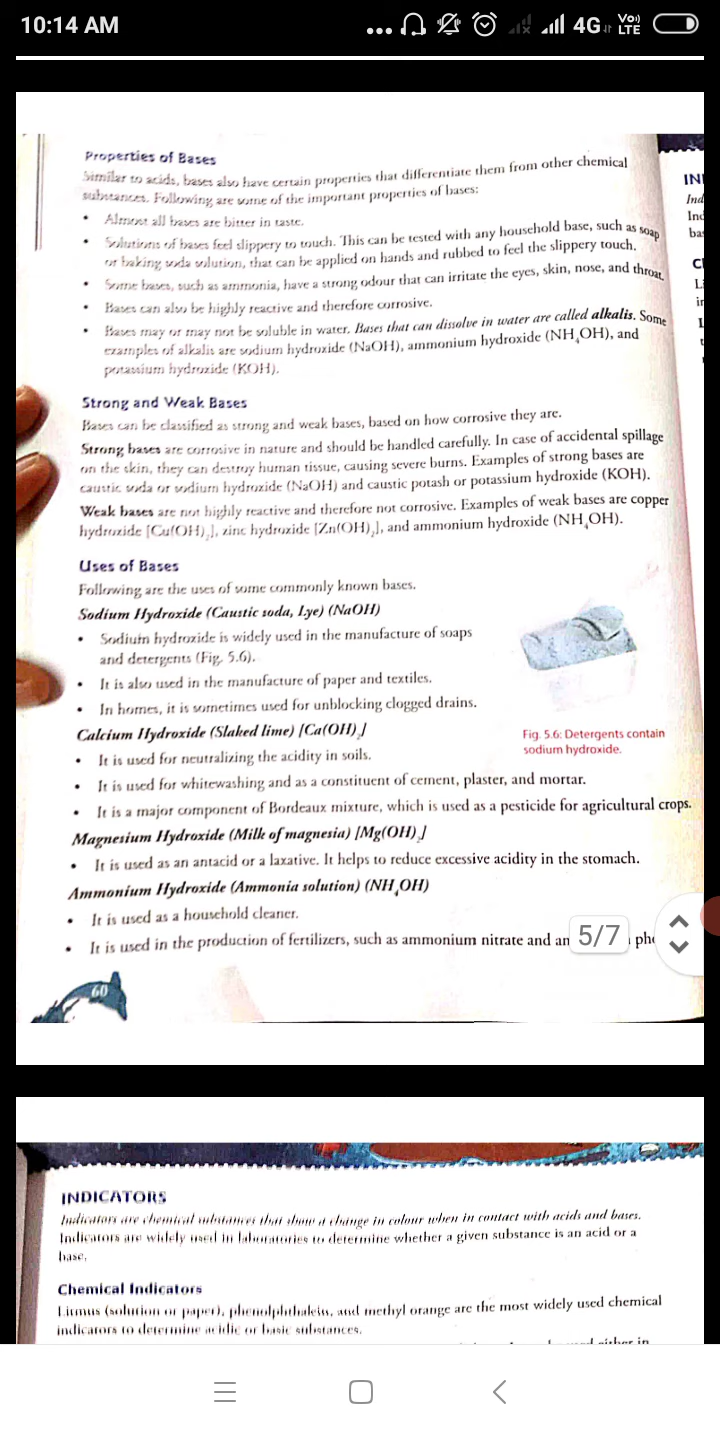 10:14 AM
... 4G Vo)) LTE
Properties of Bases
Similar to acids, bases also have certain properties that differentiate them from other chemical
substances. Following are some of the important properties of bases:
• Almost all bases are bitter in taste.
• Solutions of bases feel slippery to touch. This can be tested with any household base, such as soap
or baking soda solution, that can be applied on hands and rubbed to feel the slippery touch.
• Some bases, such as ammonia, have a strong odour that can irritate the eyes, skin, nose, and throat.
• Bases can also be highly reactive and therefore corrosive.
• Bases may or may not be soluble in water. Bases that can dissolve in water are called alkalis. Some
examples of alkalis are sodium hydroxide (NaOH), ammonium hydroxide (NH₄OH), and
potassium hydroxide (KOH).
Strong and Weak Bases
Bases can be classified as strong and weak bases, based on how corrosive they are.
Strong bases are corrosive in nature and should be handled carefully. In case of accidental spillage
on the skin, they can destroy human tissue, causing severe burns. Examples of strong bases are
caustic soda or sodium hydroxide (NaOH) and caustic potash or potassium hydroxide (KOH).
Weak bases are not highly reactive and therefore not corrosive. Examples of weak bases are copper
hydroxide [Cu(OH)₂], zinc hydroxide [Zn(OH)₂], and ammonium hydroxide (NH₄OH).
Uses of Bases
Following are the uses of some commonly known bases.
Sodium Hydroxide (Caustic soda, Lye) (NaOH)
• Sodium hydroxide is widely used in the manufacture of soaps
and detergents (Fig. 5.6).
• It is also used in the manufacture of paper and textiles.
• In homes, it is sometimes used for unblocking clogged drains.
Fig. 5.6: Detergents contain
sodium hydroxide.
Calcium Hydroxide (Slaked lime) [Ca(OH)₂]
• It is used for neutralizing the acidity in soils.
• It is used for whitewashing and as a constituent of cement, plaster, and mortar.
• It is a major component of Bordeaux mixture, which is used as a pesticide for agricultural crops.
Magnesium Hydroxide (Milk of magnesia) [Mg(OH)₂]
• It is used as an antacid or a laxative. It helps to reduce excessive acidity in the stomach.
Ammonium Hydroxide (Ammonia solution) (NH₄OH)
• It is used as a household cleaner.
• It is used in the production of fertilizers, such as ammonium nitrate and am
5/7
60
INDICATORS
Indicators are chemical substances that show a change in colour when in contact with acids and bases.
Indicators are widely used in laboratories to determine whether a given substance is an acid or a
base.
Chemical Indicators
Litmus (solution or paper), phenolphthalein, and methyl orange are the most widely used chemical
indicators to determine acidic or basic substances.